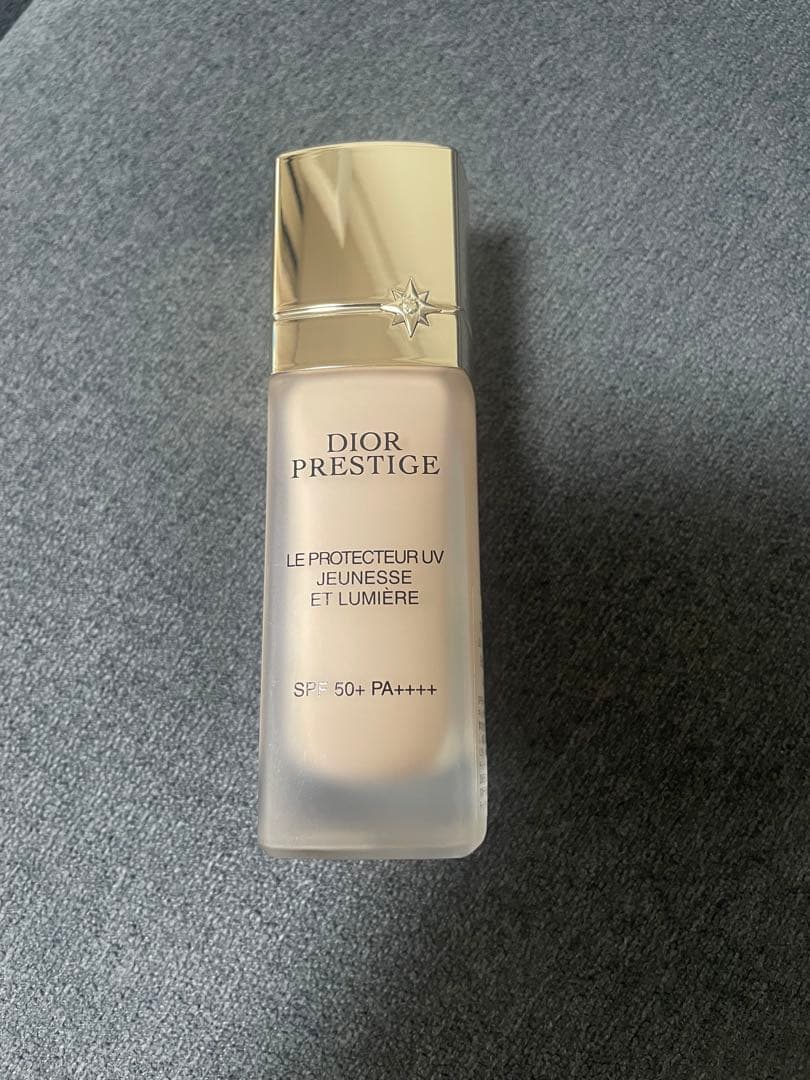 DIOR
PRESTIGE
LE PROTECTEUR UV
JEUNESSE
ET LUMIÈRE
SPF 50+ PA++++